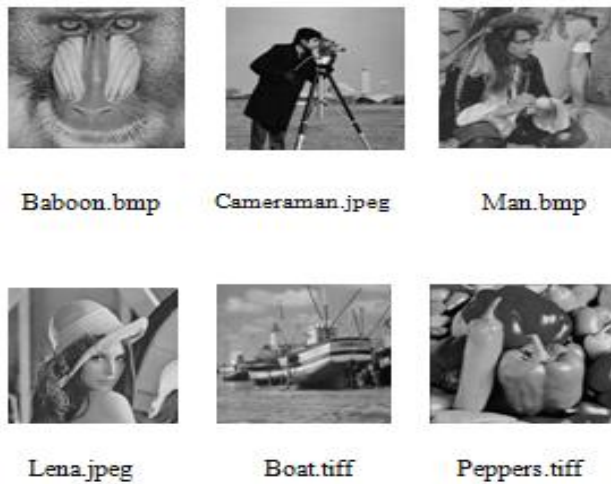 Baboon.bmp
Cameraman.jpeg
Man.bmp
Lena.jpeg
Boat.tiff
Peppers.tiff